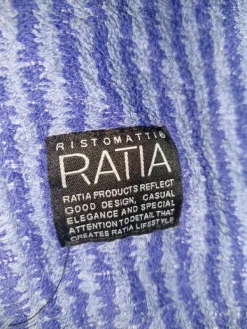 RISTOMATTI®
RATIA
RATIA PRODUCTS REFLECT
GOOD DESIGN, CASUAL
ELEGANCE AND SPECIAL
ATTENTION TO DETAIL THAT
CREATES RATIA LIFESTYLE